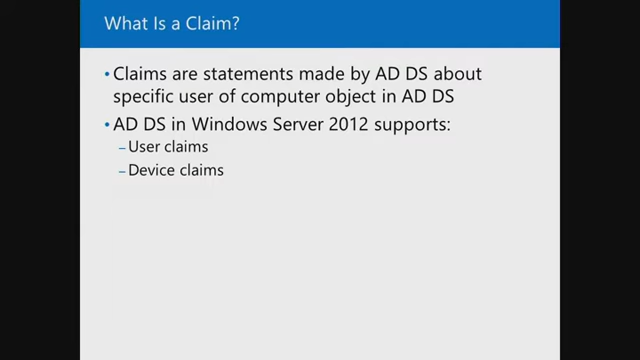 What Is a Claim?
•Claims are statements made by AD DS about
specific user of computer object in AD DS
•AD DS in Windows Server 2012 supports:
–User claims
–Device claims